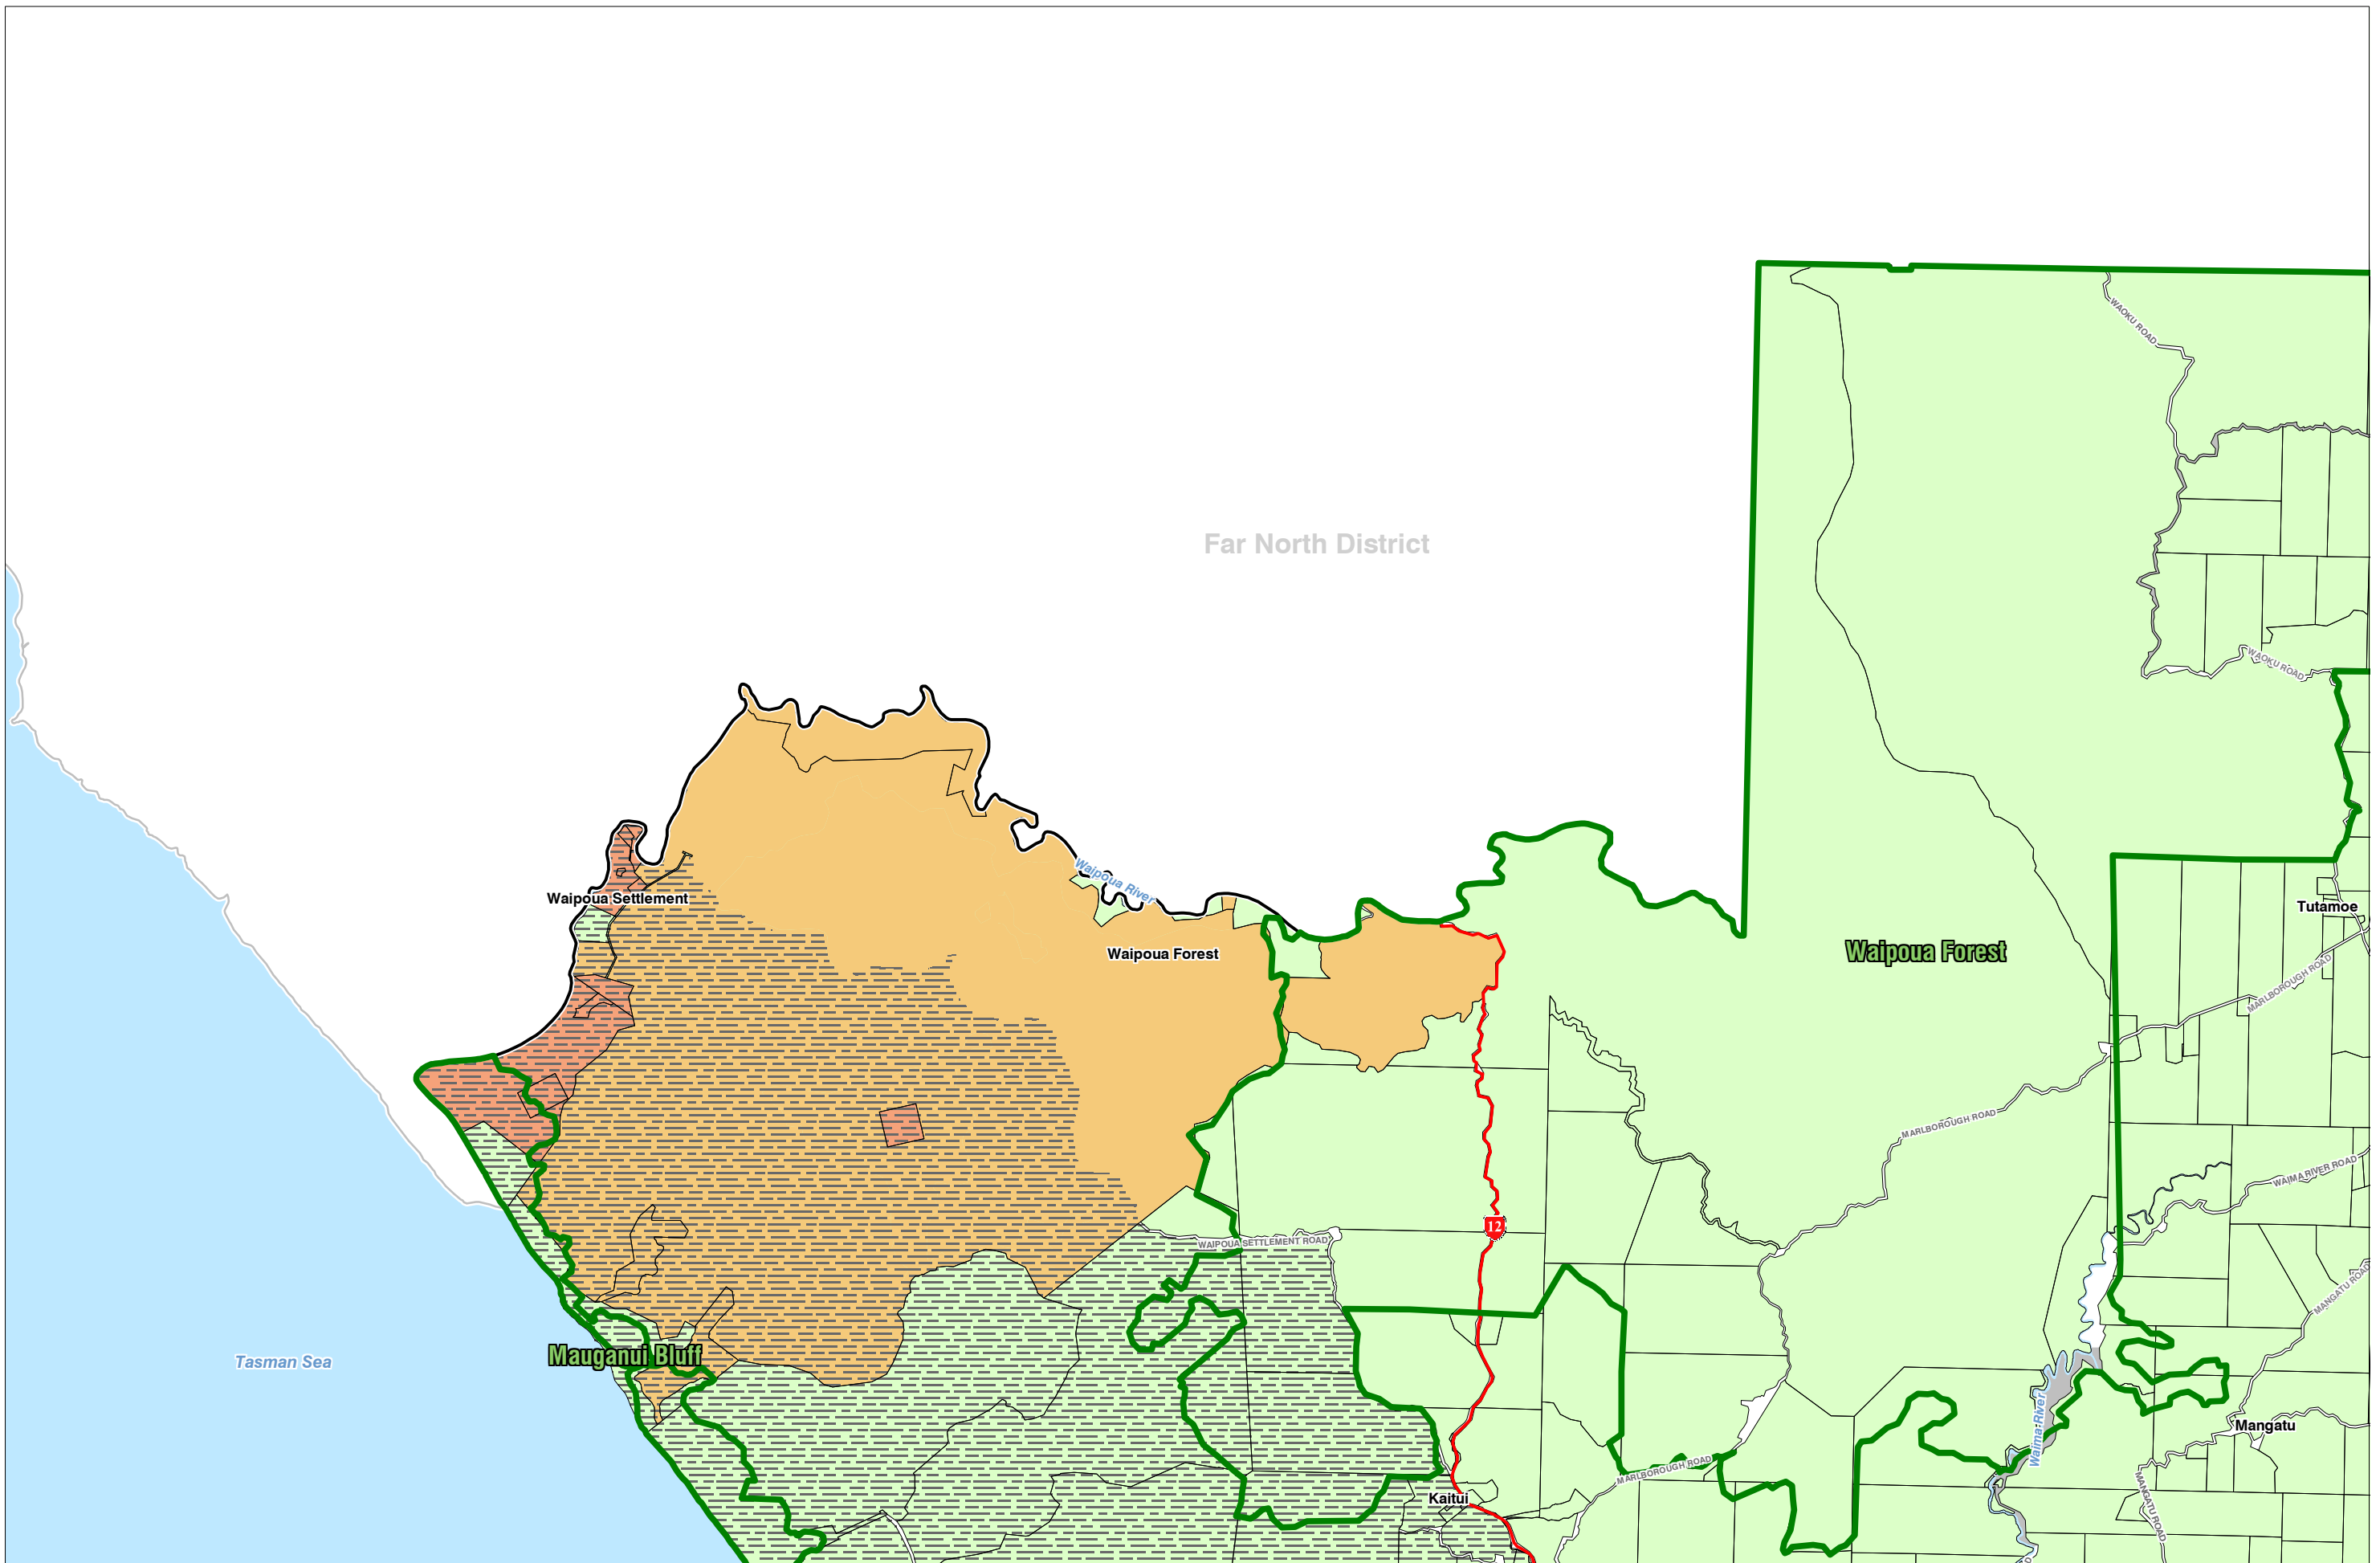 WAOKU ROAD
Far North District
WAOKU ROAD
Waipoua River
Waipoua Settlement
Tutamoe
Waipoua Forest
Waipoua Forest
MARLBOROUGH ROAD
MARLBOROUGH ROAD
WAIMA RIVER ROAD
12
WAIPOUA SETTLEMENT ROAD
MANGATU ROAD
Mauganui Bluff
Tasman Sea
Waima River
Mangatu
MARLBOROUGH ROAD
Kaitui
MANGATU ROAD